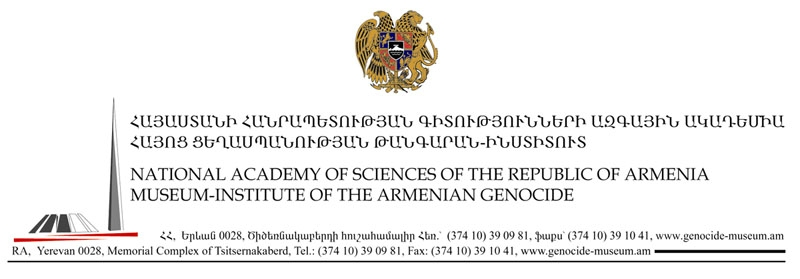 ՀԱՅԱՍՏԱՆԻ ՀԱՆՐԱՊԵՏՈՒԹՅԱՆ ԳԻՏՈՒԹՅՈՒՆՆԵՐԻ ԱԶԳԱՅԻՆ ԱԿԱԴԵՄԻԱ
ՀԱՅՈՑ ՑԵՂԱՍՊԱՆՈՒԹՅԱՆ ԹԱՆԳԱՐԱՆ-ԻՆՍՏԻՏՈՒՏ
NATIONAL ACADEMY OF SCIENCES OF THE REPUBLIC OF ARMENIA
MUSEUM-INSTITUTE OF THE ARMENIAN GENOCIDE
ՀՀ, Երևան 0028, Ծիծեռնակաբերդի հուշահամալիր Հեռ.՝ (374 10) 39 09 81, ֆաքս՝ (374 10) 39 10 41, www.genocide-museum.am
RA, Yerevan 0028, Memorial Complex of Tsitsernakaberd, Tel.: (374 10) 39 09 81, Fax: (374 10) 39 10 41, www.genocide-museum.am